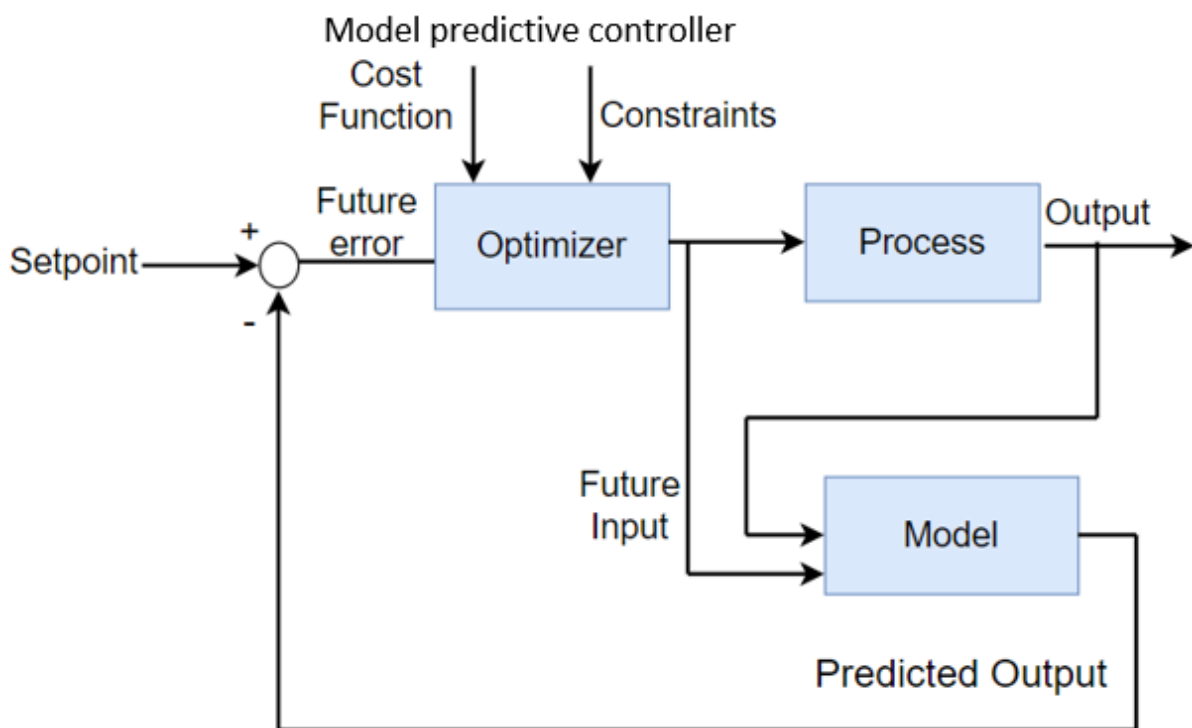 Model predictive controller
Cost
Function
Constraints
Future
error
+
Setpoint
-
Optimizer
Process
Output
Future
Input
Model
Predicted Output